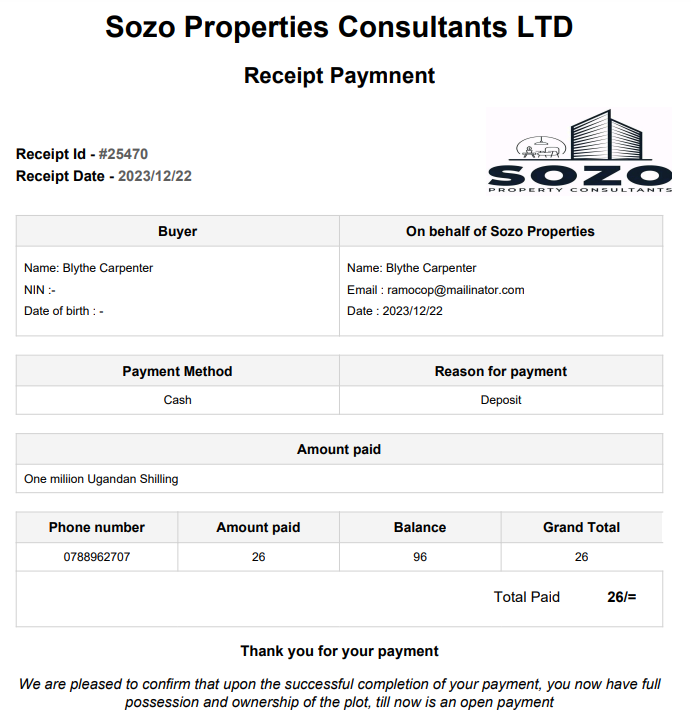 Sozo Properties Consultants LTD
Receipt Paymnent
Receipt Id - #25470
Receipt Date - 2023/12/22
SOZO
PROPERTY CONSULTANTS
Buyer
On behalf of Sozo Properties
Name: Blythe Carpenter
NIN :-
Date of birth : -
Name: Blythe Carpenter
Email : ramocop@mailinator.com
Date : 2023/12/22
Payment Method
Reason for payment
Cash
Deposit
Amount paid
One miliion Ugandan Shilling
Phone number
Amount paid
Balance
Grand Total
0788962707
26
96
26
Total Paid 26/=
Thank you for your payment
We are pleased to confirm that upon the successful completion of your payment, you now have full
possession and ownership of the plot, till now is an open payment